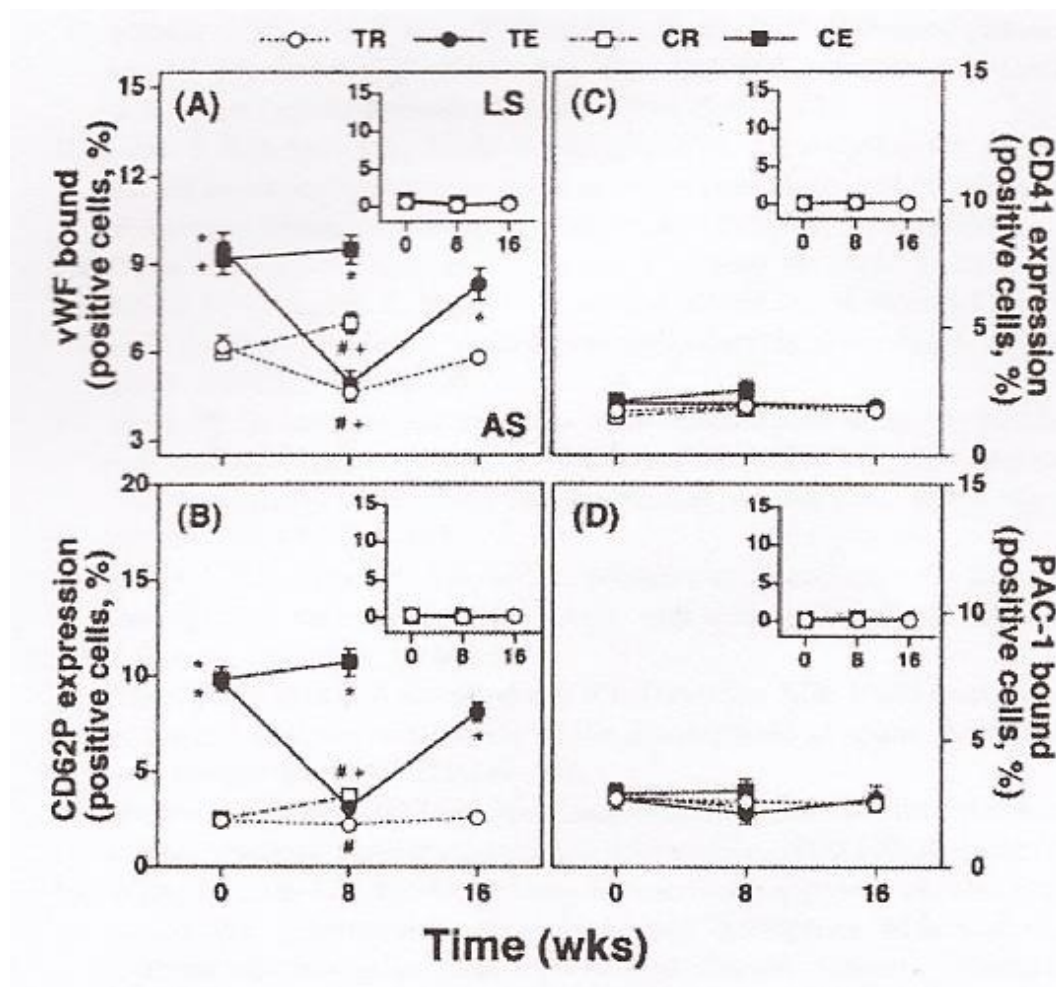 TR TE CR CE
(A)
LS
vWF bound
(positive cells, %)
15
12
9
6
3
15
10
5
0
0 8 16
*
*
*
# +
*
# +
AS
(C)
15
10
5
0
0 8 16
CD41 expression
(positive cells, %)
15
10
5
0
(B)
CD62P expression
(positive cells, %)
20
15
10
5
0
15
10
5
0
0 8 16
*
*
*
# +
*
#
0 8 16
(D)
15
10
5
0
0 8 16
PAC-1 bound
(positive cells, %)
15
10
5
0
0 8 16
Time (wks)